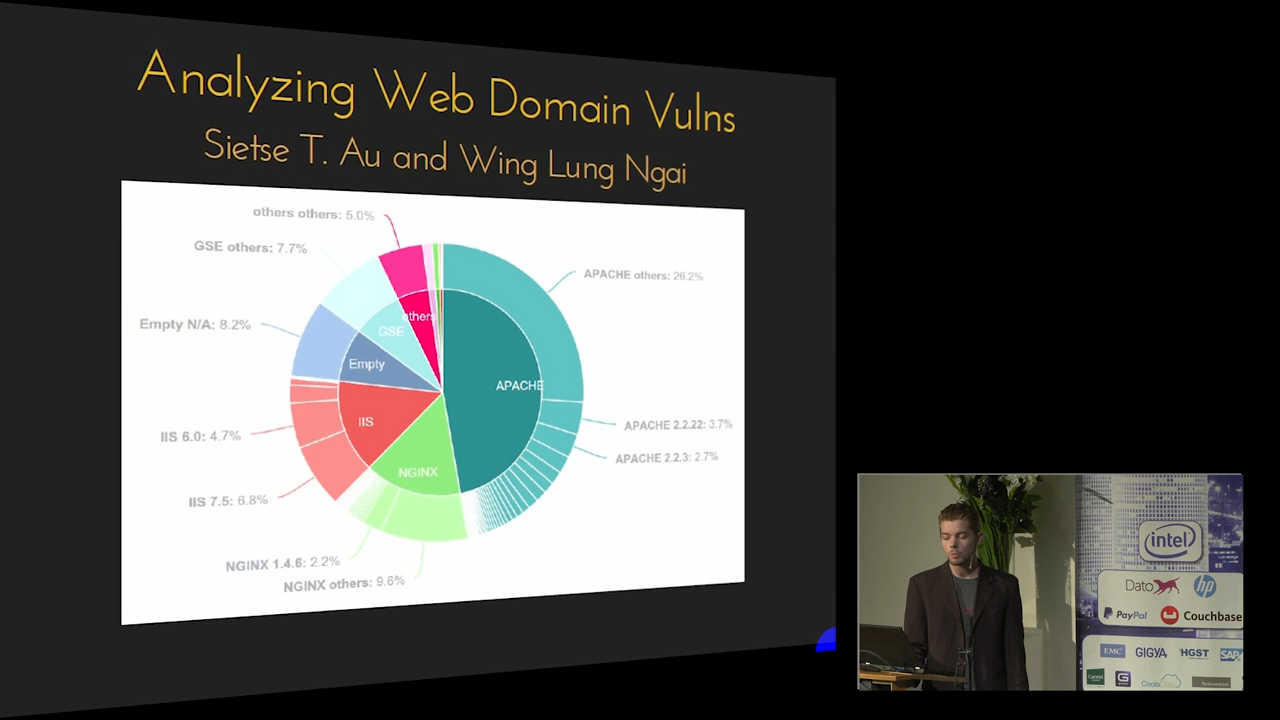 Analyzing Web Domain Vulns
Sietse T. Au and Wing Lung Ngai
others others: 5.0%
GSE others: 7.7%
APACHE others: 26.2%
others
Empty N/A: 8.2%
GSE
Empty
APACHE
IIS
IIS 6.0: 4.7%
APACHE 2.2.22: 3.7%
APACHE 2.2.3: 2.7%
NGINX
IIS 7.5: 6.8%
NGINX 1.4.6: 2.2%
NGINX others: 9.6%
intel
Dato
hp
PayPal
Couchbase
EMC
GIGYA
HGST
SAP